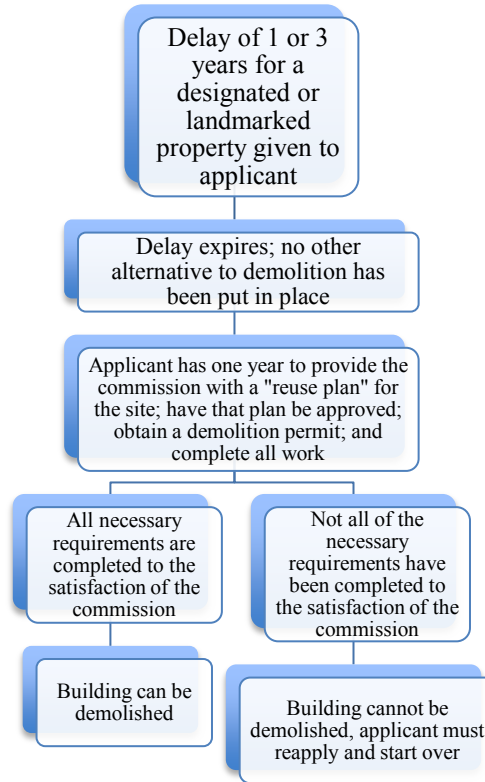 Delay of 1 or 3
years for a
designated or
landmarked
property given to
applicant
Delay expires; no other
alternative to demolition has
been put in place
Applicant has one year to provide the
commission with a "reuse plan" for
the site; have that plan be approved;
obtain a demolition permit; and
complete all work
All necessary
requirements are
completed to the
satisfaction of the
commission
Not all of the
necessary
requirements have
been completed to
the satisfaction of the
commission
Building can be
demolished
Building cannot be
demolished, applicant must
reapply and start over